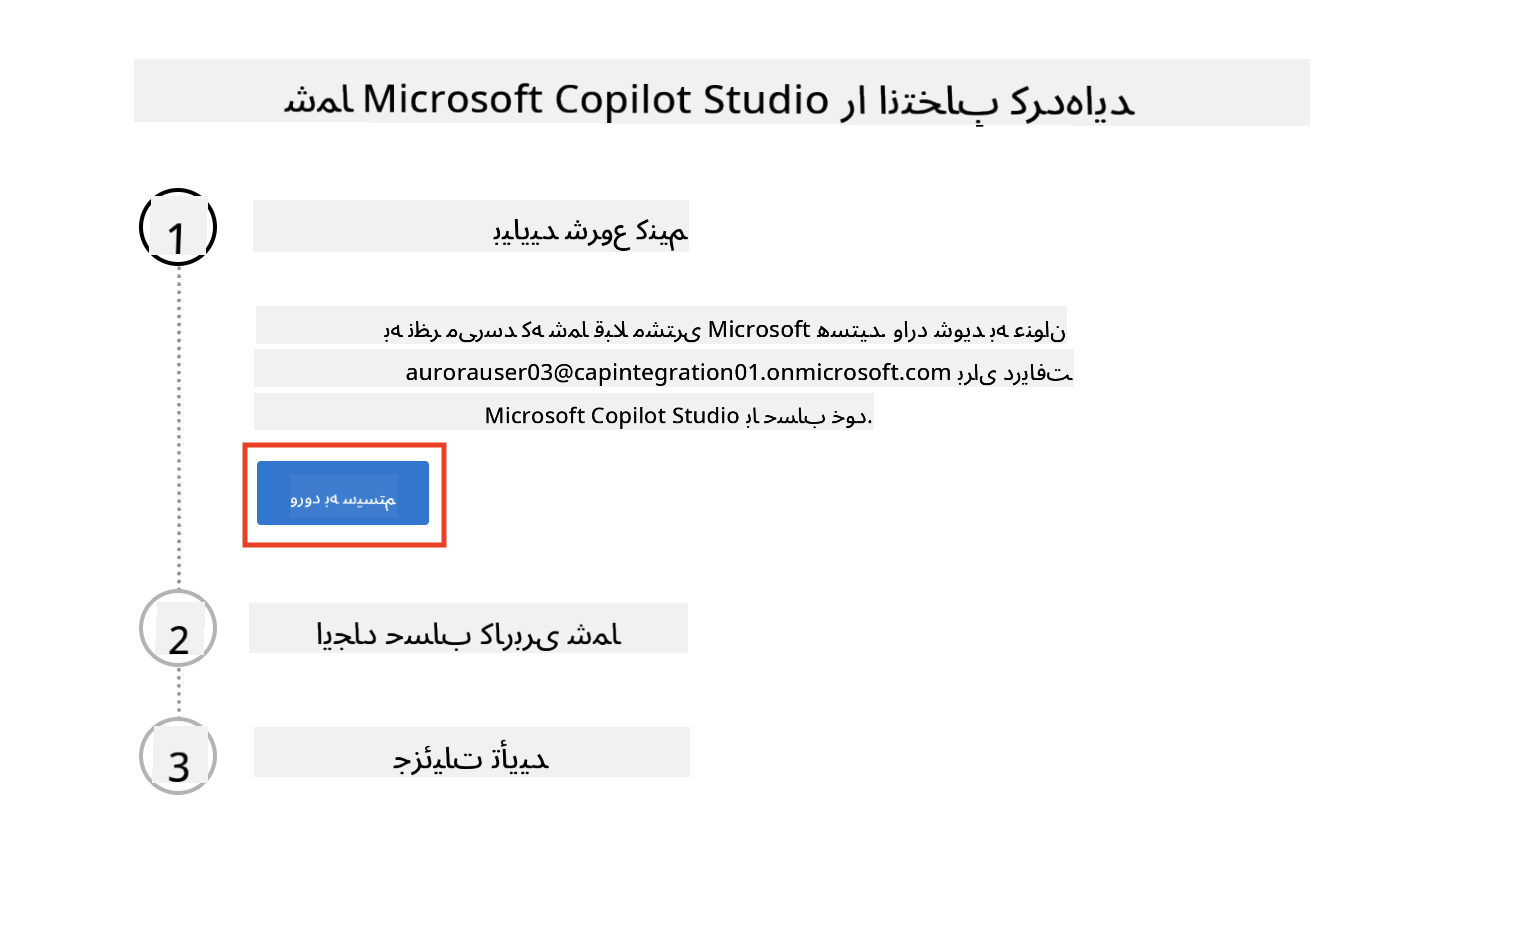 شما Microsoft Copilot Studio را انتخاب کرده‌اید
1
بیایید شروع کنیم
به نظر می‌رسد که شما قبلا مشتری Microsoft هستید. وارد شوید به عنوان
aurorauser03@capintegration01.onmicrosoft.com برای دریافت
Microsoft Copilot Studio با حساب خود.
ورود به سیستم
2
ایجاد حساب کاربری شما
3
جزئیات تأیید